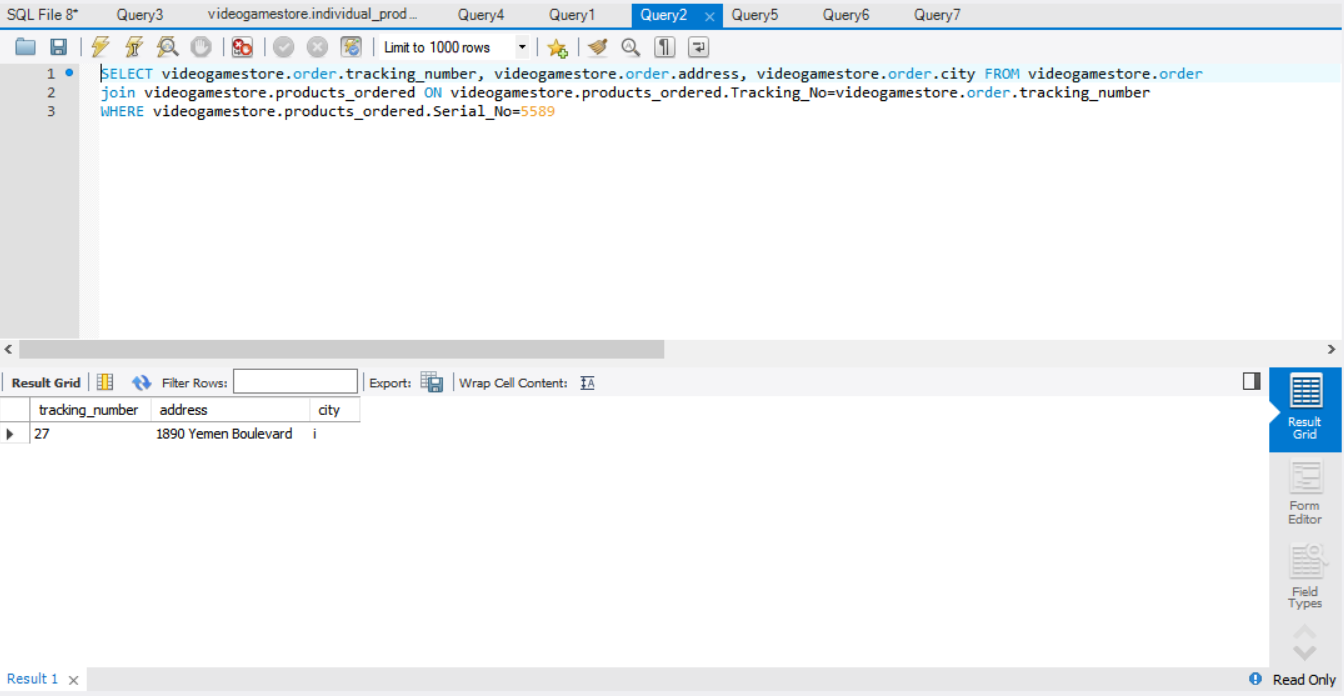 SQL File 8* Query3 videogamestore.individual_prod... Query4 Query1 Query2 Query5 Query6 Query7
Limit to 1000 rows
1 SELECT videogamestore.order.tracking_number, videogamestore.order.address, videogamestore.order.city FROM videogamestore.order
2 join videogamestore.products_ordered ON videogamestore.products_ordered.Tracking_No=videogamestore.order.tracking_number
3 WHERE videogamestore.products_ordered.Serial_No=5589
Result Grid Filter Rows: Export: Wrap Cell Content:
tracking_number address city
27 1890 Yemen Boulevard i
Result
Grid
Form
Editor
Field
Types
Result 1 Read Only